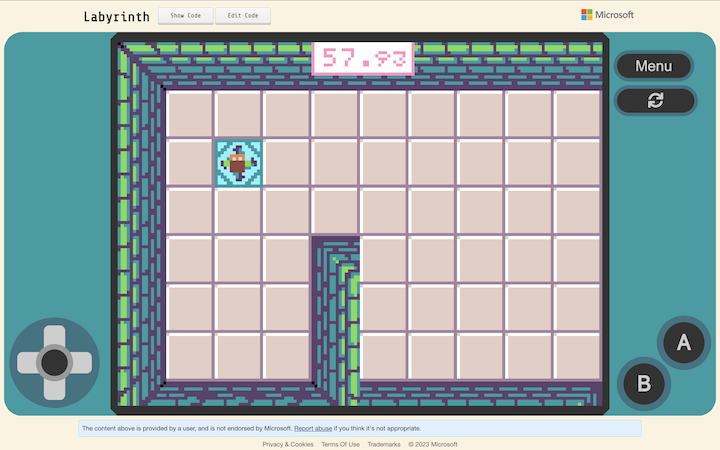 Labyrinth Show Code Edit Code Microsoft
57.93
Menu
A
B
The content above is provided by a user, and is not endorsed by Microsoft. Report abuse if you think it's not appropriate.
Privacy & Cookies Terms Of Use Trademarks © 2023 Microsoft